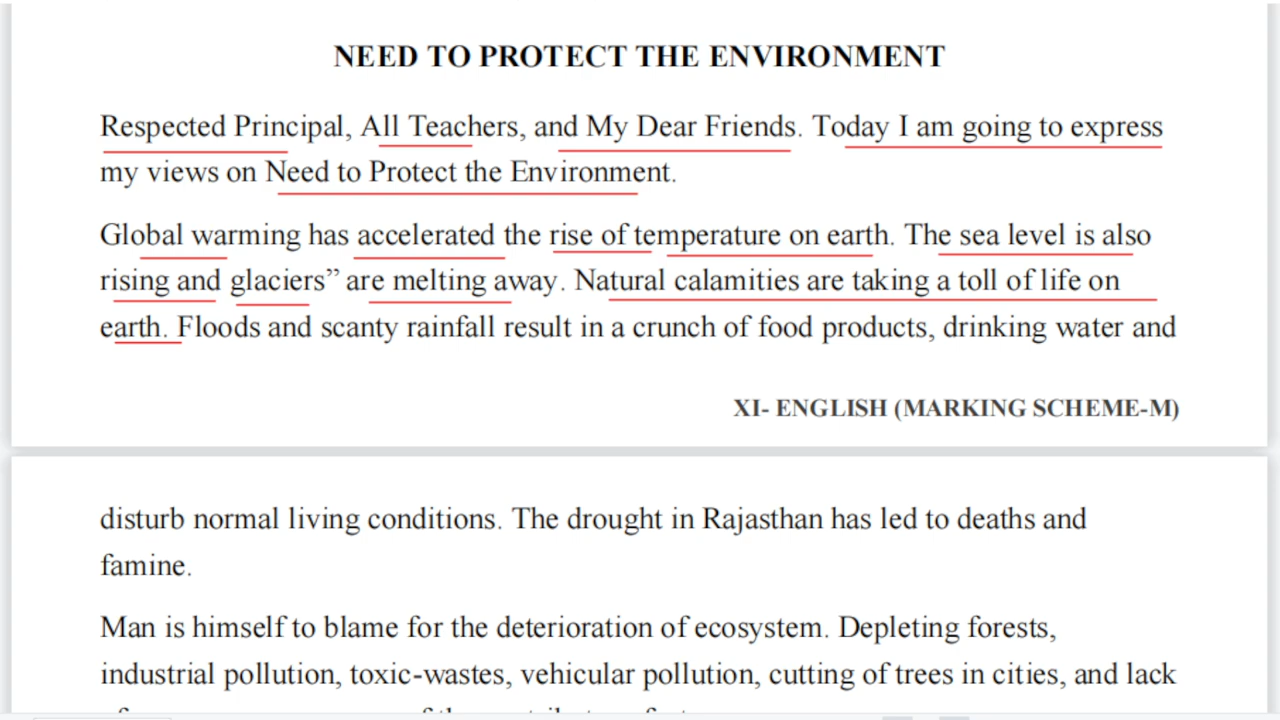 NEED TO PROTECT THE ENVIRONMENT
Respected Principal, All Teachers, and My Dear Friends. Today I am going to express
my views on Need to Protect the Environment.
Global warming has accelerated the rise of temperature on earth. The sea level is also
rising and glaciers” are melting away. Natural calamities are taking a toll of life on
earth. Floods and scanty rainfall result in a crunch of food products, drinking water and
XI- ENGLISH (MARKING SCHEME-M)
disturb normal living conditions. The drought in Rajasthan has led to deaths and
famine.
Man is himself to blame for the deterioration of ecosystem. Depleting forests,
industrial pollution, toxic-wastes, vehicular pollution, cutting of trees in cities, and lack